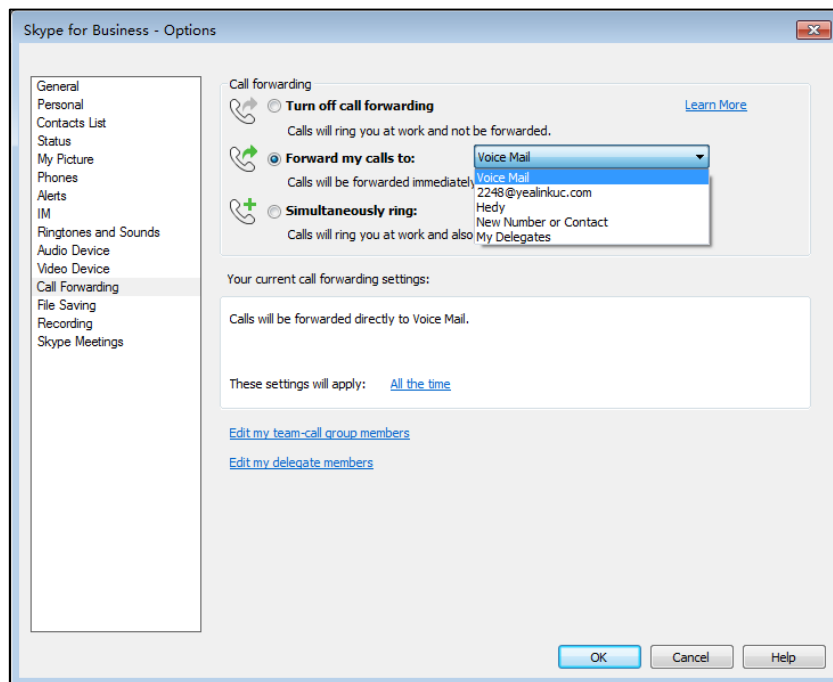 Skype for Business - Options
General
Personal
Contacts List
Status
My Picture
Phones
Alerts
IM
Ringtones and Sounds
Audio Device
Video Device
Call Forwarding
File Saving
Recording
Skype Meetings
Call forwarding
Turn off call forwarding
Learn More
Calls will ring you at work and not be forwarded.
Forward my calls to:
Voice Mail
Calls will be forwarded immediately
Voice Mail
2248@yealinkuc.com
Hedy
New Number or Contact
My Delegates
Simultaneously ring:
Calls will ring you at work and also
Your current call forwarding settings:
Calls will be forwarded directly to Voice Mail.
These settings will apply: All the time
Edit my team-call group members
Edit my delegate members
OK
Cancel
Help